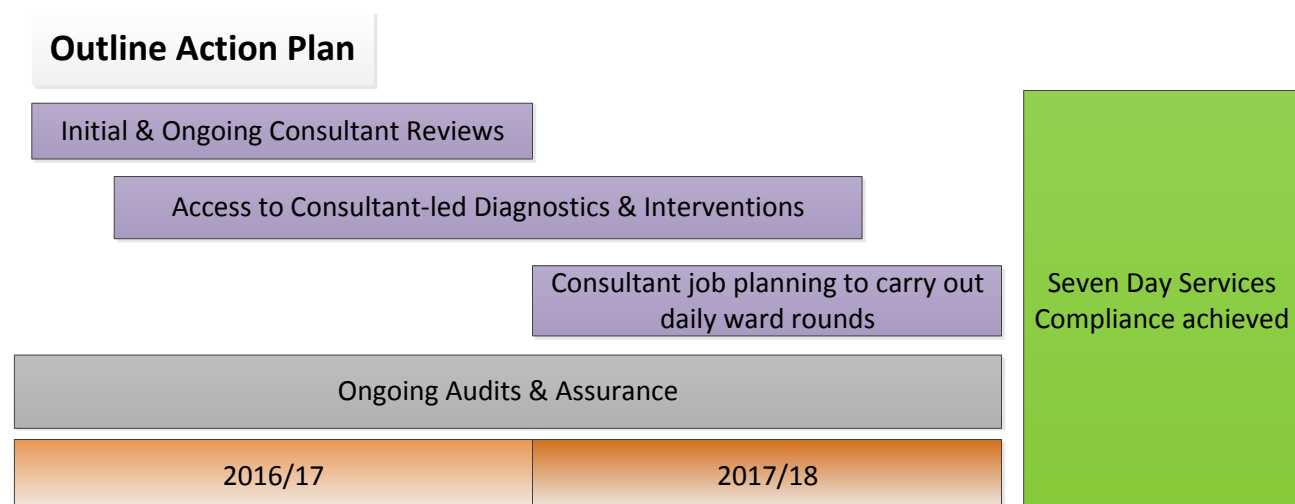 Outline Action Plan
Initial & Ongoing Consultant Reviews
Access to Consultant-led Diagnostics & Interventions
Consultant job planning to carry out
daily ward rounds
Seven Day Services
Compliance achieved
Ongoing Audits & Assurance
2016/17
2017/18